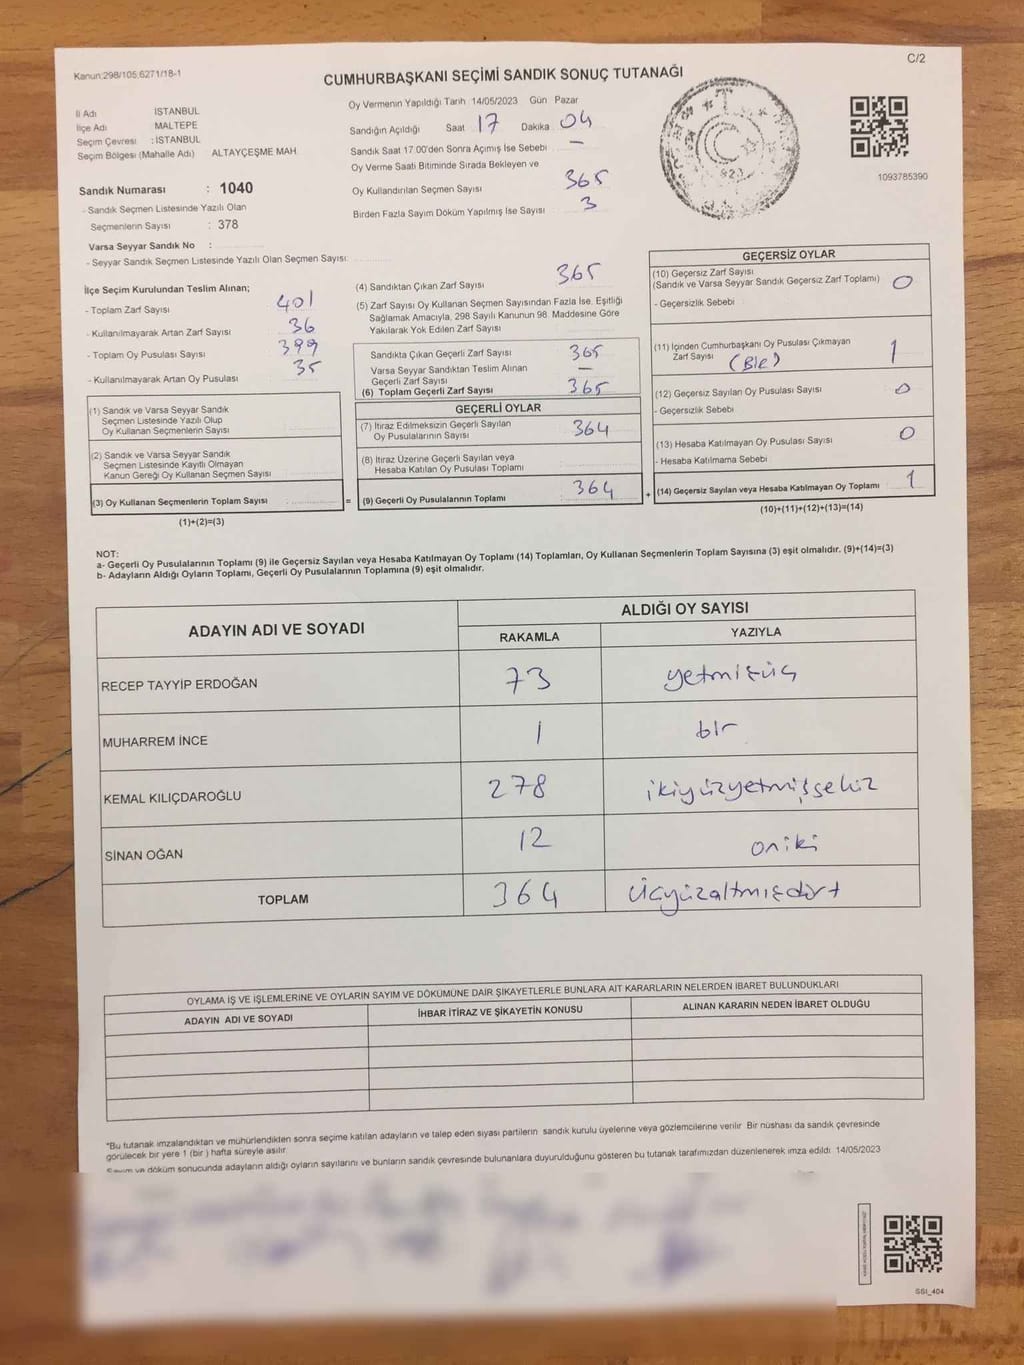 Kanun:298/105;6271/18-1
C/2
CUMHURBAŞKANI SEÇİMİ SANDIK SONUÇ TUTANAĞI
İl Adı İSTANBUL
İlçe Adı MALTEPE
Seçim Çevresi : İSTANBUL
Seçim Bölgesi (Mahalle Adı) ALTAYÇEŞME MAH.
Sandık Numarası : 1040
- Sandık Seçmen Listesinde Yazılı Olan
Seçmenlerin Sayısı : 378
Varsa Seyyar Sandık No :
- Seyyar Sandık Seçmen Listesinde Yazılı Olan Seçmen Sayısı:
Oy Vermenin Yapıldığı Tarih 14/05/2023 Gün Pazar
Sandığın Açıldığı Saat 17 Dakika 04
Sandık Saat 17.00'den Sonra Açımış İse Sebebi —
Oy Verme Saati Bitiminde Sırada Bekleyen ve
Oy Kullandırılan Seçmen Sayısı 365
Birden Fazla Sayım Döküm Yapılmış İse Sayısı 3
1093785390
İlçe Seçim Kurulundan Teslim Alınan;
- Toplam Zarf Sayısı 401
- Kullanılmayarak Artan Zarf Sayısı 36
- Toplam Oy Pusulası Sayısı 399
- Kullanılmayarak Artan Oy Pusulası 35
(1) Sandık ve Varsa Seyyar Sandık
Seçmen Listesinde Yazılı Olup
Oy Kullanan Seçmenlerin Sayısı
(2) Sandık ve Varsa Seyyar Sandık
Seçmen Listesinde Kayıtlı Olmayan
Kanun Gereği Oy Kullanan Seçmen Sayısı
(3) Oy Kullanan Seçmenlerin Toplam Sayısı :
(1)+(2)=(3)
=
(4) Sandıktan Çıkan Zarf Sayısı 365
(5) Zarf Sayısı Oy Kullanan Seçmen Sayısından Fazla İse, Eşitliği
Sağlamak Amacıyla, 298 Sayılı Kanunun 98. Maddesine Göre
Yakılarak Yok Edilen Zarf Sayısı
Sandıkta Çıkan Geçerli Zarf Sayısı 365
Varsa Seyyar Sandıktan Teslim Alınan
Geçerli Zarf Sayısı —
(6) Toplam Geçerli Zarf Sayısı 365
GEÇERLİ OYLAR
(7) İtiraz Edilmeksizin Geçerli Sayılan
Oy Pusulalarının Sayısı 364
(8) İtiraz Üzerine Geçerli Sayılan veya
Hesaba Katılan Oy Pusulası Toplamı
(9) Geçerli Oy Pusulalarının Toplamı 364
+
GEÇERSİZ OYLAR
(10) Geçersiz Zarf Sayısı
(Sandık ve Varsa Seyyar Sandık Geçersiz Zarf Toplamı) 0
- Geçersizlik Sebebi
(11) İçinden Cumhurbaşkanı Oy Pusulası Çıkmayan
Zarf Sayısı (BİR) 1
(12) Geçersiz Sayılan Oy Pusulası Sayısı 0
- Geçersizlik Sebebi
(13) Hesaba Katılmayan Oy Pusulası Sayısı 0
- Hesaba Katılmama Sebebi
(14) Geçersiz Sayılan veya Hesaba Katılmayan Oy Toplamı 1
(10)+(11)+(12)+(13)=(14)
NOT:
a- Geçerli Oy Pusulalarının Toplamı (9) ile Geçersiz Sayılan veya Hesaba Katılmayan Oy Toplamı (14) Toplamları, Oy Kullanan Seçmenlerin Toplam Sayısına (3) eşit olmalıdır. (9)+(14)=(3)
b- Adayların Aldığı Oyların Toplamı, Geçerli Oy Pusulalarının Toplamına (9) eşit olmalıdır.
ADAYIN ADI VE SOYADI ALDIĞI OY SAYISI
RAKAMLA YAZIYLA
RECEP TAYYİP ERDOĞAN 73 yetmişüç
MUHARREM İNCE 1 bir
KEMAL KILIÇDAROĞLU 278 ikiyüzyetmişsekiz
SİNAN OĞAN 12 oniki
TOPLAM 364 üçyüzaltmışdört
OYLAMA İŞ VE İŞLEMLERİNE VE OYLARIN SAYIM VE DÖKÜMÜNE DAİR ŞİKAYETLERLE BUNLARA AİT KARARLARIN NELERDEN İBARET BULUNDUKLARI
ADAYIN ADI VE SOYADI İHBAR İTİRAZ VE ŞİKAYETİN KONUSU ALINAN KARARIN NEDEN İBARET OLDUĞU
*Bu tutanak imzalandıktan ve mühürlendikten sonra seçime katılan adayların ve talep eden siyasi partilerin sandık kurulu üyelerine veya gözlemcilerine verilir. Bir nüshası da sandık çevresinde
görülecek bir yere 1 (bir ) hafta süreyle asılır.
Sayım ve döküm sonucunda adayların aldığı oyların sayılarını ve bunların sandık çevresinde bulunanlara duyurulduğunu gösteren bu tutanak tarafımızdan düzenlenerek imza edildi. 14/05/2023
SSI_404